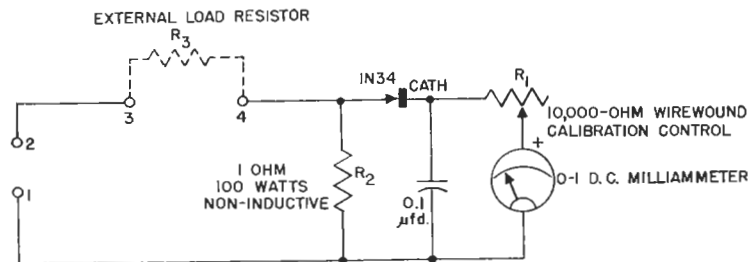 EXTERNAL LOAD RESISTOR
R3
3
4
2
1
1N34
CATH
R1
10,000-OHM WIREWOUND
CALIBRATION CONTROL
+
1 OHM
100 WATTS
NON-INDUCTIVE
R2
0.1
μfd.
0-1 D.C. MILLIAMMETER